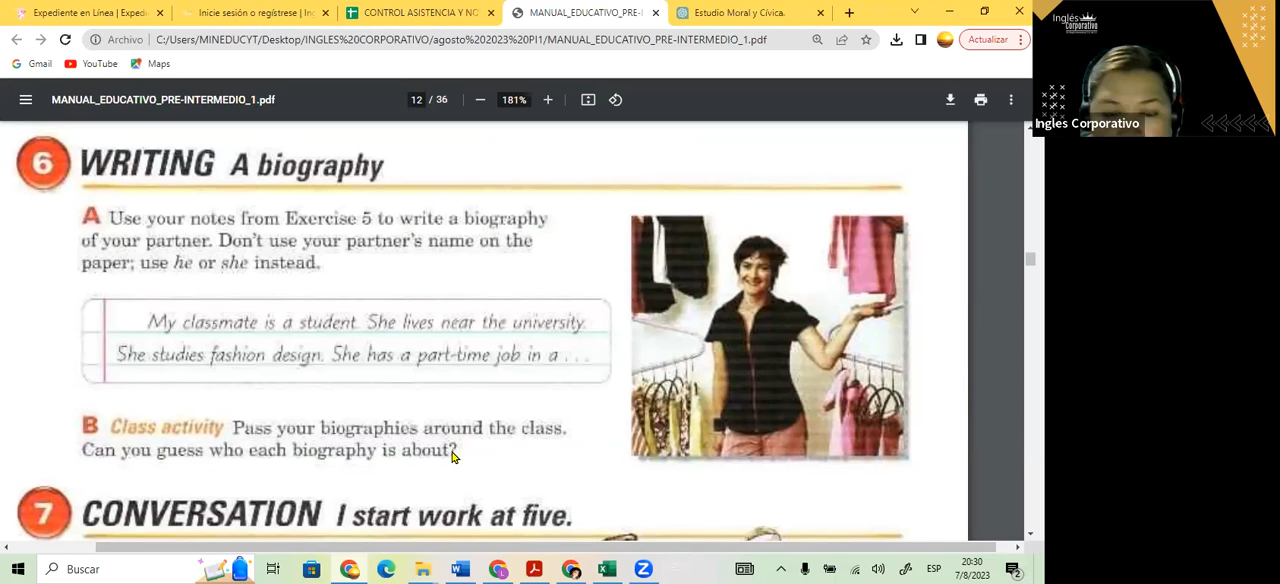 Expediente en Línea | Expedi
Inicie sesión o regístrese | In
CONTROL ASISTENCIA Y NO
MANUAL_EDUCATIVO_PRE-I
Estudio Moral y Cívica.
Archivo
C:/Users/MINEDUCYT/Desktop/INGLES%20CORPORATIVO/agosto%202023%20PI1/MANUAL_EDUCATIVO_PRE-INTERMEDIO_1.pdf
Actualizar
Gmail YouTube Maps
MANUAL_EDUCATIVO_PRE-INTERMEDIO_1.pdf
12 / 36
181%
Inglés
Corporativo
Ingles Corporativo
6 WRITING A biography
A Use your notes from Exercise 5 to write a biography
of your partner. Don't use your partner's name on the
paper; use he or she instead.
My classmate is a student. She lives near the university.
She studies fashion design. She has a part-time job in a . . .
B Class activity Pass your biographies around the class.
Can you guess who each biography is about?
7 CONVERSATION I start work at five.
Buscar
ESP
20:30
7/8/2023
2